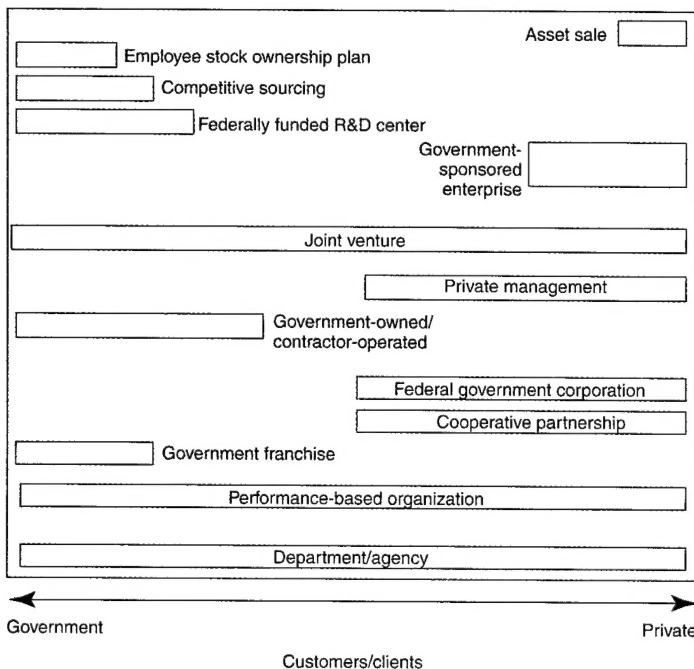 Asset sale
Employee stock ownership plan
Competitive sourcing
Federally funded R&D center
Government-
sponsored
enterprise
Joint venture
Private management
Government-owned/
contractor-operated
Federal government corporation
Cooperative partnership
Government franchise
Performance-based organization
Department/agency
Government
Private
Customers/clients